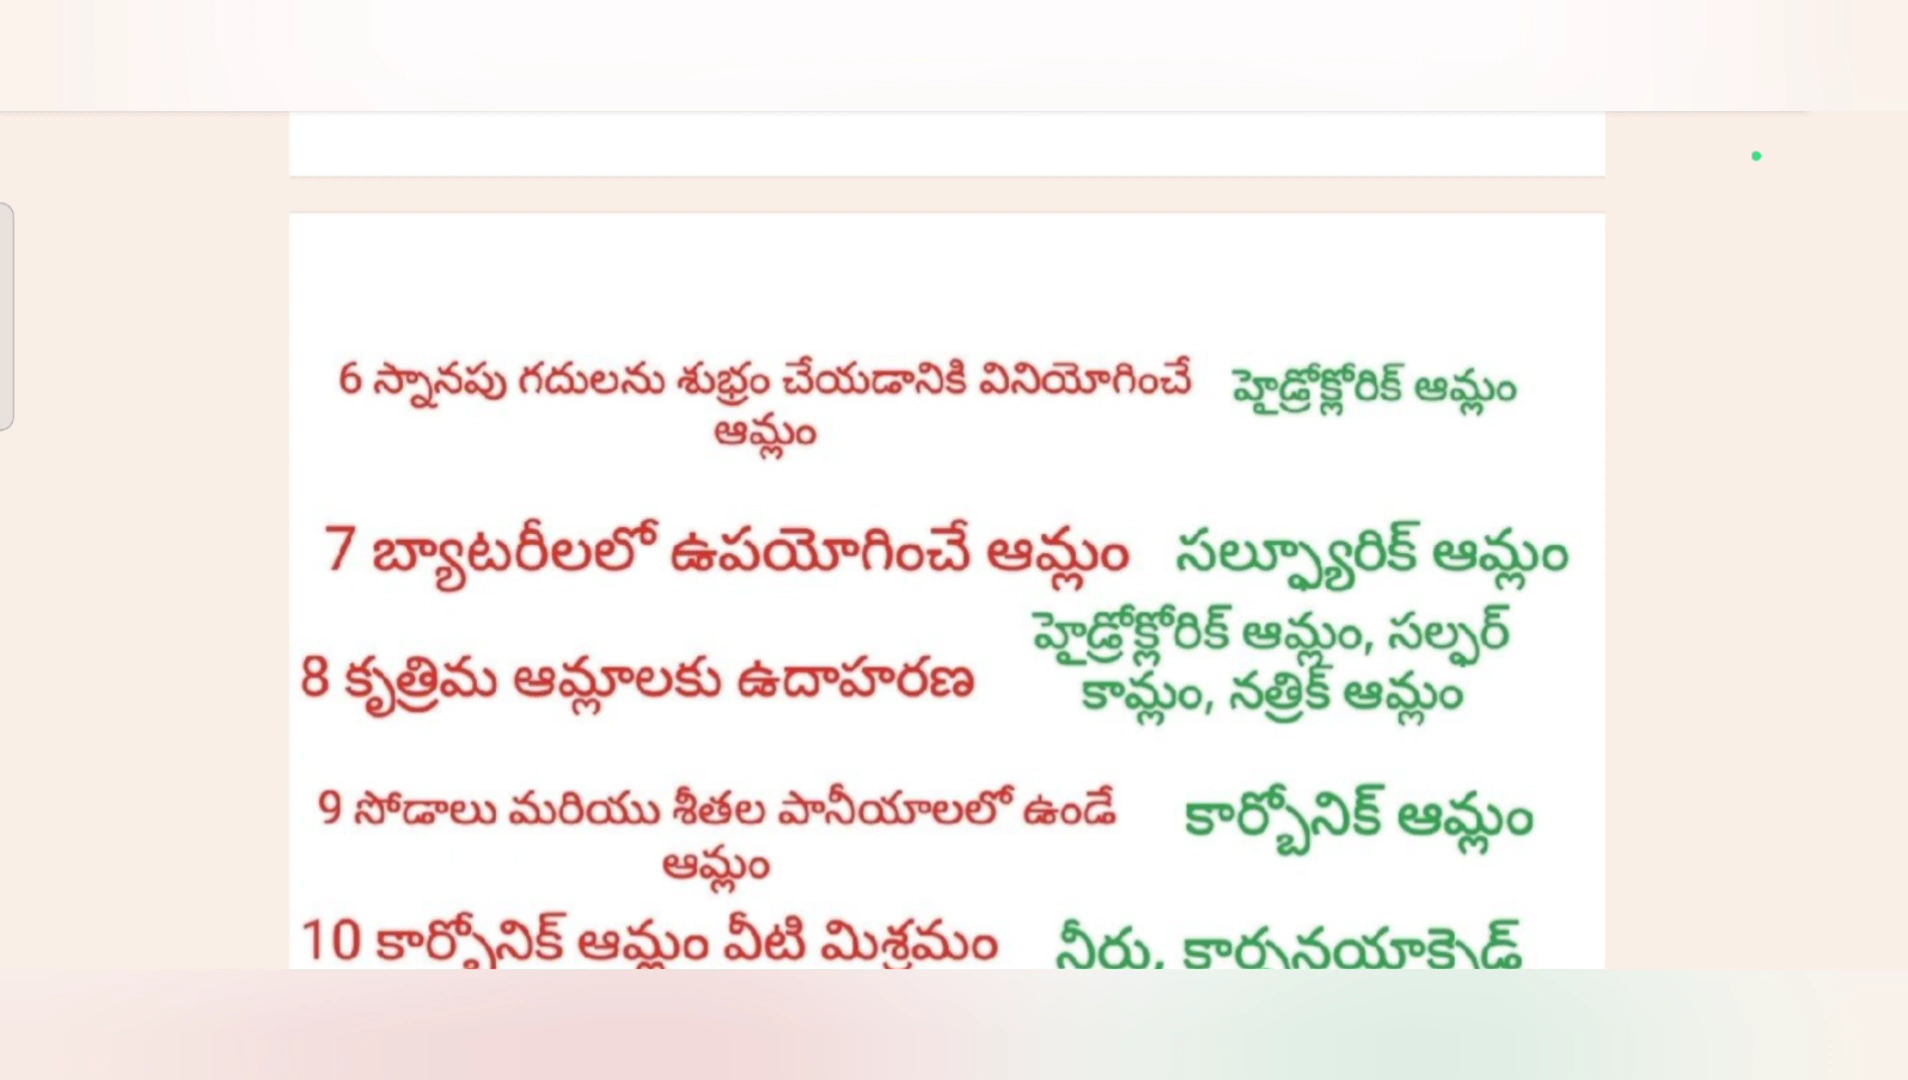 6 స్నానపు గదులను శుభ్రం చేయడానికి వినియోగించే
ఆమ్లం
హైడ్రోక్లోరిక్ ఆమ్లం
7 బ్యాటరీలలో ఉపయోగించే ఆమ్లం
సల్ఫ్యూరిక్ ఆమ్లం
8 కృత్రిమ ఆమ్లాలకు ఉదాహరణ
హైడ్రోక్లోరిక్ ఆమ్లం, సల్ఫర్
కామ్లం, నత్రిక్ ఆమ్లం
9 సోడాలు మరియు శీతల పానీయాలలో ఉండే
ఆమ్లం
కార్బోనిక్ ఆమ్లం
10 కార్బోనిక్ ఆమ్లం వీటి మిశ్రమం
నీరు, కార్బనయాక్సైడ్